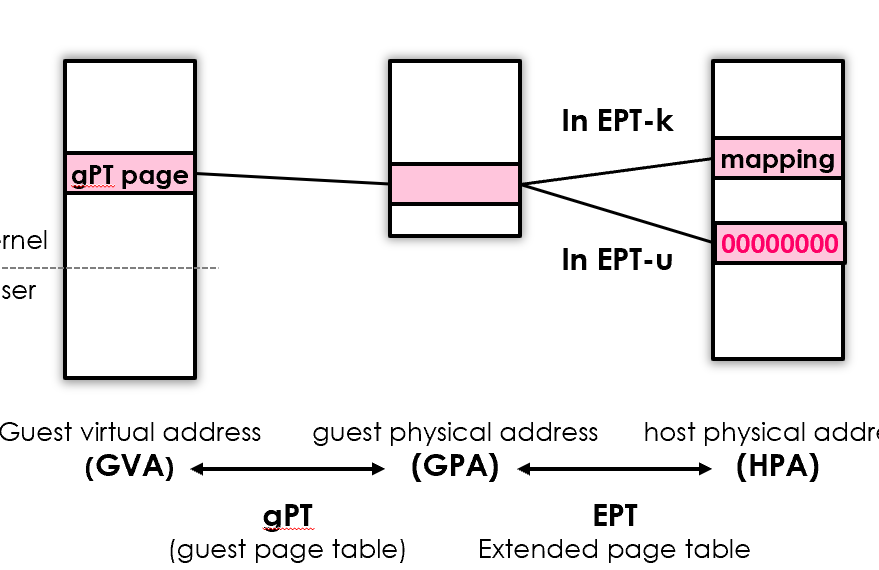 In EPT-k
gPT page
mapping
00000000
In EPT-u
rnel
ser
Guest virtual address
guest physical address
host physical addre
(GVA)
(GPA)
(HPA)
gPT
EPT
(guest page table)
Extended page table